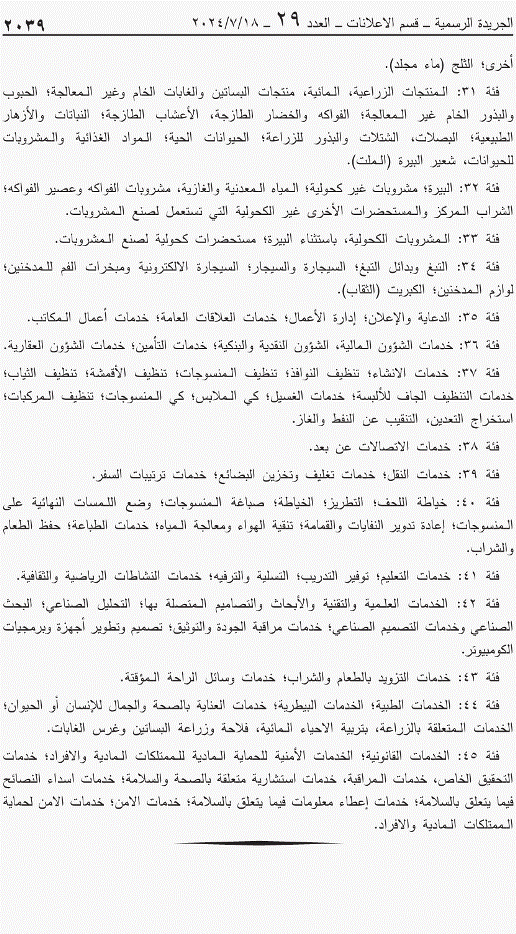 الجريدة الرسمية ــ قسم الاعلانات ــ العدد ٢٩ ــ ٢٠٢٤/٧/١٨
٢٠٣٩
أخرى؛ الثلج (ماء مجلد).
فئة ٣١: المنتجات الزراعية، المائية، منتجات البساتين والغابات الخام وغير المعالجة؛ الحبوب
والبذور الخام غير المعالجة؛ الفواكه والخضار الطازجة، الأعشاب الطازجة؛ النباتات والأزهار
الطبيعية؛ البصلات، الشتلات والبذور للزراعة؛ الحيوانات الحية؛ المواد الغذائية والمشروبات
للحيوانات، شعير البيرة (الملت).
فئة ٣٢: البيرة؛ مشروبات غير كحولية؛ المياه المعدنية والغازية، مشروبات الفواكه وعصير الفواكه؛
الشراب المركز والمستحضرات الأخرى غير الكحولية التي تستعمل لصنع المشروبات.
فئة ٣٣: المشروبات الكحولية، باستثناء البيرة؛ مستحضرات كحولية لصنع المشروبات.
فئة ٣٤: التبغ وبدائل التبغ؛ السيجارة والسيجار؛ السيجارة الالكترونية ومبخرات الفم للمدخنين؛
لوازم المدخنين؛ الكبريت (الثقاب).
فئة ٣٥: الدعاية والإعلان؛ إدارة الأعمال؛ خدمات العلاقات العامة؛ خدمات أعمال المكاتب.
فئة ٣٦: خدمات الشؤون المالية، الشؤون النقدية والبنكية؛ خدمات التأمين؛ خدمات الشؤون العقارية.
فئة ٣٧: خدمات الانشاء؛ تنظيف النوافذ؛ تنظيف المنسوجات؛ تنظيف الأقمشة؛ تنظيف الثياب؛
خدمات التنظيف الجاف للألبسة؛ خدمات الغسيل؛ كي الملابس؛ كي المنسوجات؛ تنظيف المركبات؛
استخراج التعدين، التنقيب عن النفط والغاز.
فئة ٣٨: خدمات الاتصالات عن بعد.
فئة ٣٩: خدمات النقل؛ خدمات تغليف وتخزين البضائع؛ خدمات ترتيبات السفر.
فئة ٤٠: خياطة اللحف؛ التطريز؛ الخياطة؛ صباغة المنسوجات؛ وضع اللمسات النهائية على
المنسوجات؛ إعادة تدوير النفايات والقمامة؛ تنقية الهواء ومعالجة المياه؛ خدمات الطباعة؛ حفظ الطعام
والشراب.
فئة ٤١: خدمات التعليم؛ توفير التدريب؛ التسلية والترفيه؛ خدمات النشاطات الرياضية والثقافية.
فئة ٤٢: الخدمات العلمية والتقنية والأبحاث والتصاميم المتصلة بها؛ التحليل الصناعي؛ البحث
الصناعي وخدمات التصميم الصناعي؛ خدمات مراقبة الجودة والتوثيق؛ تصميم وتطوير أجهزة وبرمجيات
الكومبيوتر.
فئة ٤٣: خدمات التزويد بالطعام والشراب؛ خدمات وسائل الراحة المؤقتة.
فئة ٤٤: الخدمات الطبية؛ الخدمات البيطرية؛ خدمات العناية بالصحة والجمال للإنسان أو الحيوان؛
الخدمات المتعلقة بالزراعة، بتربية الاحياء المائية، فلاحة وزراعة البساتين وغرس الغابات.
فئة ٤٥: الخدمات القانونية؛ الخدمات الأمنية للحماية المادية للممتلكات المادية والافراد؛ خدمات
التحقيق الخاص، خدمات المراقبة، خدمات استشارية متعلقة بالصحة والسلامة؛ خدمات اسداء النصائح
فيما يتعلق بالسلامة؛ خدمات إعطاء معلومات فيما يتعلق بالسلامة؛ خدمات الامن؛ خدمات الامن لحماية
الممتلكات المادية والافراد.